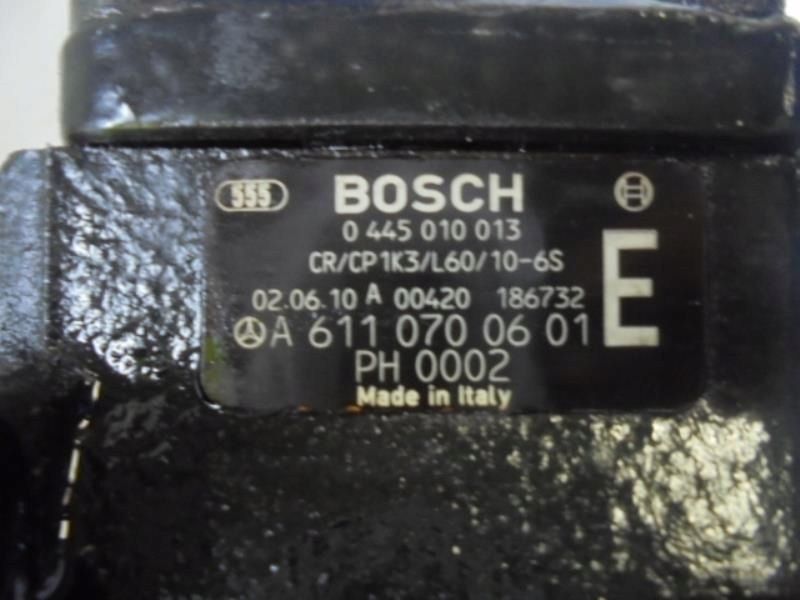 555 BOSCH
0 445 010 013
CR/CP1K3/L60/10-6S
02.06.10 A 00420 186732
A 611 070 06 01 E
PH 0002
Made in Italy